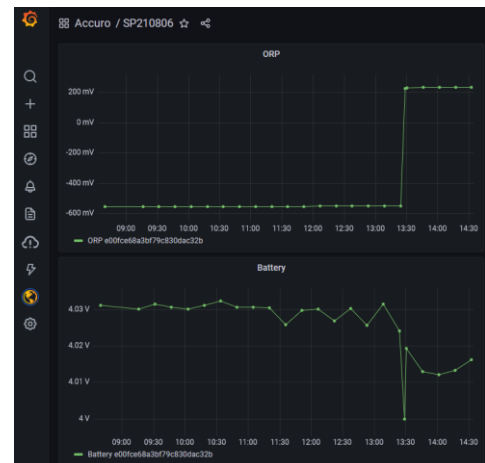 Accuro / SP210806
ORP
200 mV
0 mV
-200 mV
-400 mV
-600 mV
09:00 09:30 10:00 10:30 11:00 11:30 12:00 12:30 13:00 13:30 14:00 14:30
ORP e00fce68a3bf79c830dac32b
Battery
4.03 V
4.02 V
4.01 V
4 V
09:00 09:30 10:00 10:30 11:00 11:30 12:00 12:30 13:00 13:30 14:00 14:30
Battery e00fce68a3bf79c830dac32b